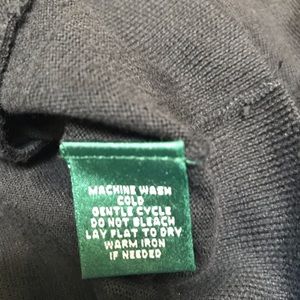 MACHINE WASH
COLD
GENTLE CYCLE
DO NOT BLEACH
LAY FLAT TO DRY
WARM IRON
IF NEEDED